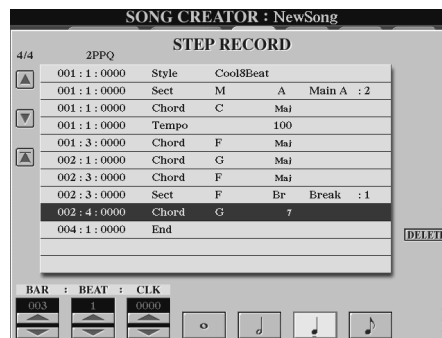 SONG CREATOR : NewSong
STEP RECORD
4/4 2PPQ
001 : 1 : 0000 Style Cool8Beat
001 : 1 : 0000 Sect M A Main A : 2
001 : 1 : 0000 Chord C Maj
001 : 1 : 0000 Tempo 100
001 : 3 : 0000 Chord F Maj
002 : 1 : 0000 Chord G Maj
002 : 3 : 0000 Chord F Maj
002 : 3 : 0000 Sect F Br Break : 1
002 : 4 : 0000 Chord G 7
004 : 1 : 0000 End
DELETE
BAR : BEAT : CLK
003 1 0000